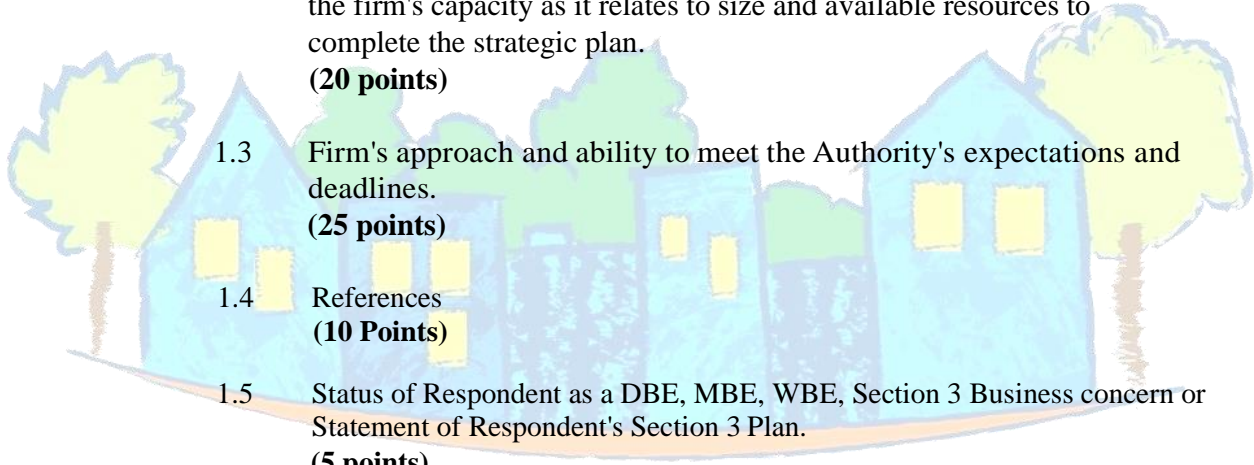 the firm's capacity as it relates to size and available resources to
complete the strategic plan.
(20 points)
1.3 Firm's approach and ability to meet the Authority's expectations and
deadlines.
(25 points)
1.4 References
(10 Points)
1.5 Status of Respondent as a DBE, MBE, WBE, Section 3 Business concern or
Statement of Respondent's Section 3 Plan.
(5 points)